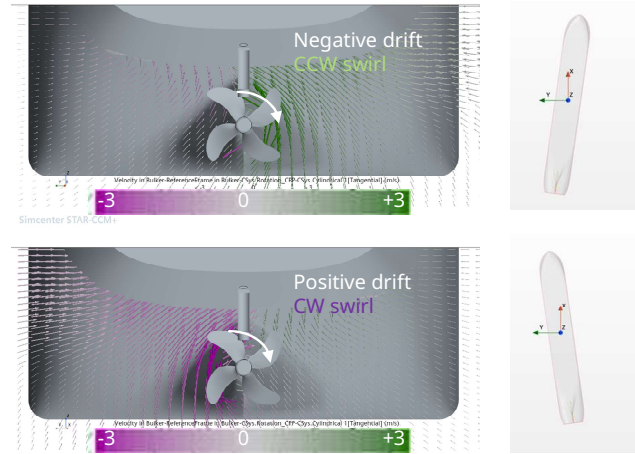 Negative drift
CCW swirl
Velocity in Bulker-ReferenceFrame in Bulker-CSys.Rotation_CFP-CSys.Cylindrical 1[Tangential] (m/s)
-3 0 +3
Simcenter STAR-CCM+
X
Y
Z
Positive drift
CW swirl
Velocity in Bulker-ReferenceFrame in Bulker-CSys.Rotation_CFP-CSys.Cylindrical 1[Tangential] (m/s)
-3 0 +3
Y
Z